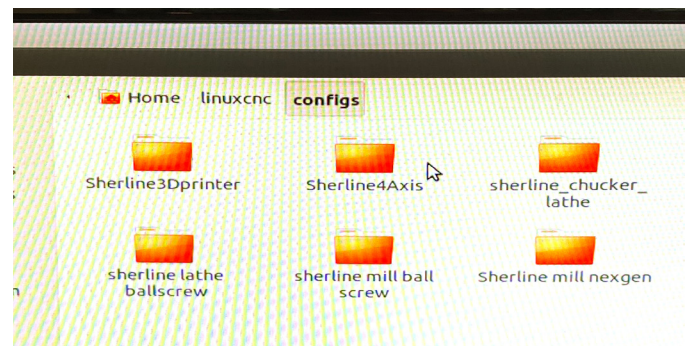 Home linuxcnc configs
Sherline3Dprinter Sherline4Axis sherline_chucker_
lathe
sherline lathe sherline mill ball Sherline mill nexgen
ballscrew screw